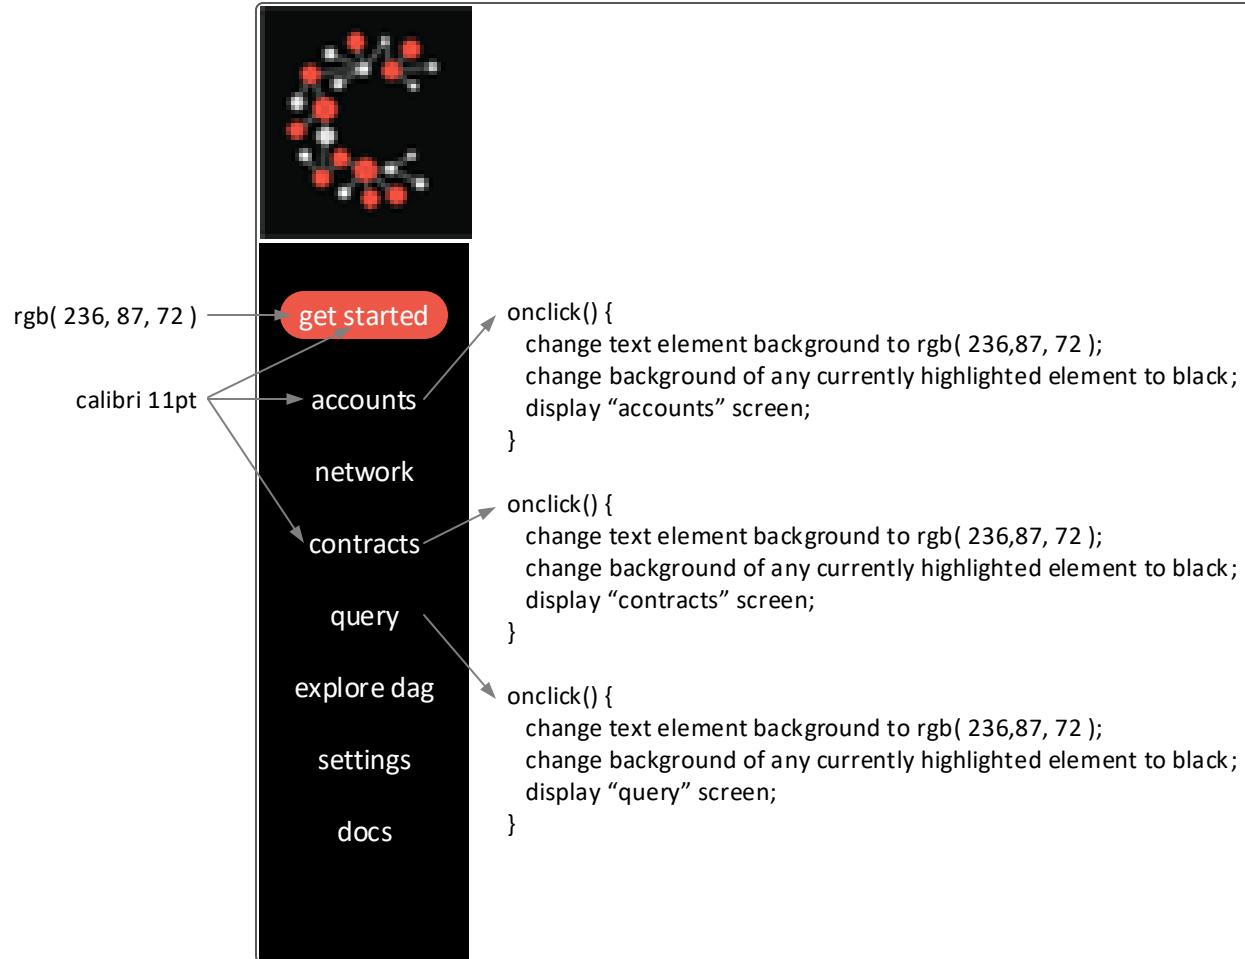 rgb( 236, 87, 72 )
calibri 11pt
get started
accounts
network
contracts
query
explore dag
settings
docs
onclick() {
change text element background to rgb( 236,87, 72 );
change background of any currently highlighted element to black;
display “accounts” screen;
}
onclick() {
change text element background to rgb( 236,87, 72 );
change background of any currently highlighted element to black;
display “contracts” screen;
}
onclick() {
change text element background to rgb( 236,87, 72 );
change background of any currently highlighted element to black;
display “query” screen;
}